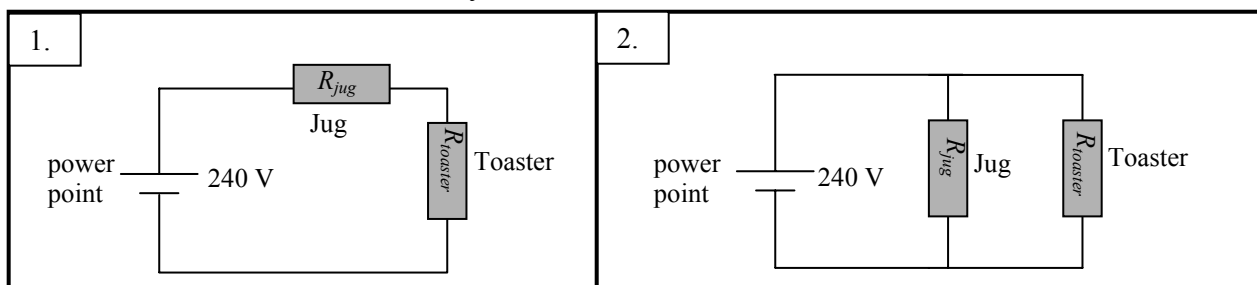 1.
R_jug
Jug
R_toaster
Toaster
power
point
240 V
2.
power
point
240 V
R_jug
Jug
R_toaster
Toaster